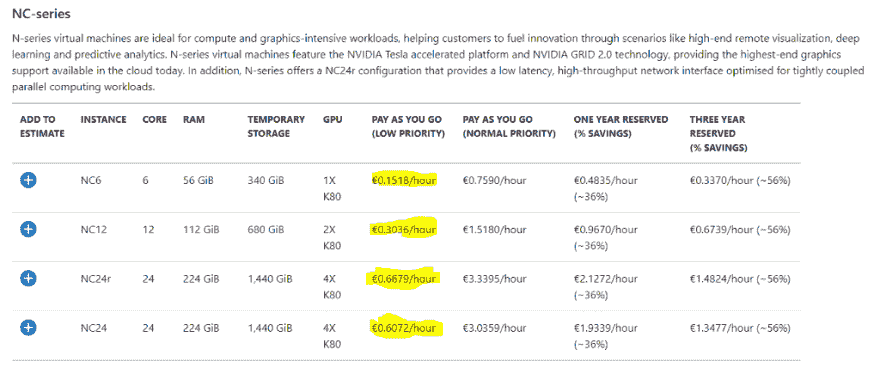 NC-series
N-series virtual machines are ideal for compute and graphics-intensive workloads, helping customers to fuel innovation through scenarios like high-end remote visualization, deep
learning and predictive analytics. N-series virtual machines feature the NVIDIA Tesla accelerated platform and NVIDIA GRID 2.0 technology, providing the highest-end graphics
support available in the cloud today. In addition, N-series offers a NC24r configuration that provides a low latency, high-throughput network interface optimised for tightly coupled
parallel computing workloads.
ADD TO ESTIMATE INSTANCE CORE RAM TEMPORARY STORAGE GPU PAY AS YOU GO (LOW PRIORITY) PAY AS YOU GO (NORMAL PRIORITY) ONE YEAR RESERVED (% SAVINGS) THREE YEAR RESERVED (% SAVINGS)
NC6 6 56 GiB 340 GiB 1X K80 €0.1518/hour €0.7590/hour €0.4835/hour (~36%) €0.3370/hour (~56%)
NC12 12 112 GiB 680 GiB 2X K80 €0.3036/hour €1.5180/hour €0.9670/hour (~36%) €0.6739/hour (~56%)
NC24r 24 224 GiB 1,440 GiB 4X K80 €0.6679/hour €3.3395/hour €2.1272/hour (~36%) €1.4824/hour (~56%)
NC24 24 224 GiB 1,440 GiB 4X K80 €0.6072/hour €3.0359/hour €1.9339/hour (~36%) €1.3477/hour (~56%)